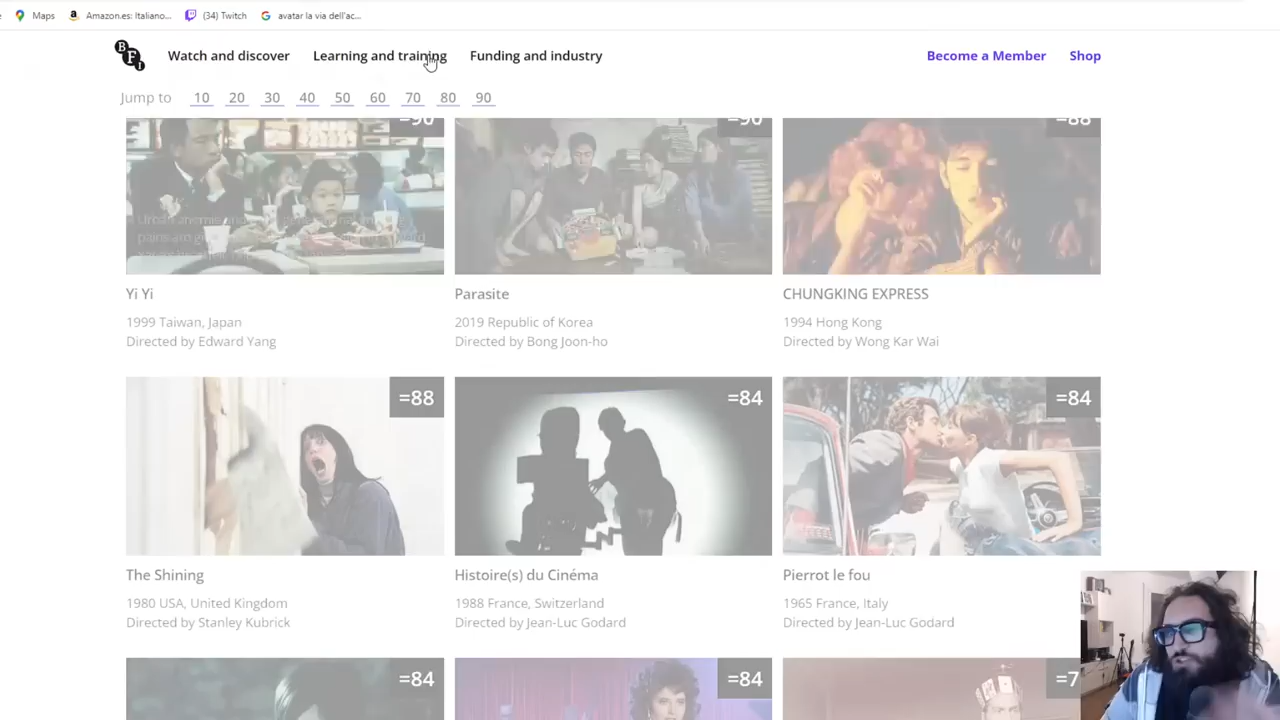 Maps
Amazon.es: Italiano...
(34) Twitch
avatar la via dell'ac...
BFI
Watch and discover
Learning and training
Funding and industry
Become a Member
Shop
Jump to 10 20 30 40 50 60 70 80 90
=90
=90
=88
Yi Yi
1999 Taiwan, Japan
Directed by Edward Yang
Parasite
2019 Republic of Korea
Directed by Bong Joon-ho
CHUNGKING EXPRESS
1994 Hong Kong
Directed by Wong Kar Wai
=88
=84
=84
The Shining
1980 USA, United Kingdom
Directed by Stanley Kubrick
Histoire(s) du Cinéma
1988 France, Switzerland
Directed by Jean-Luc Godard
Pierrot le fou
1965 France, Italy
Directed by Jean-Luc Godard
=84
=84
=7